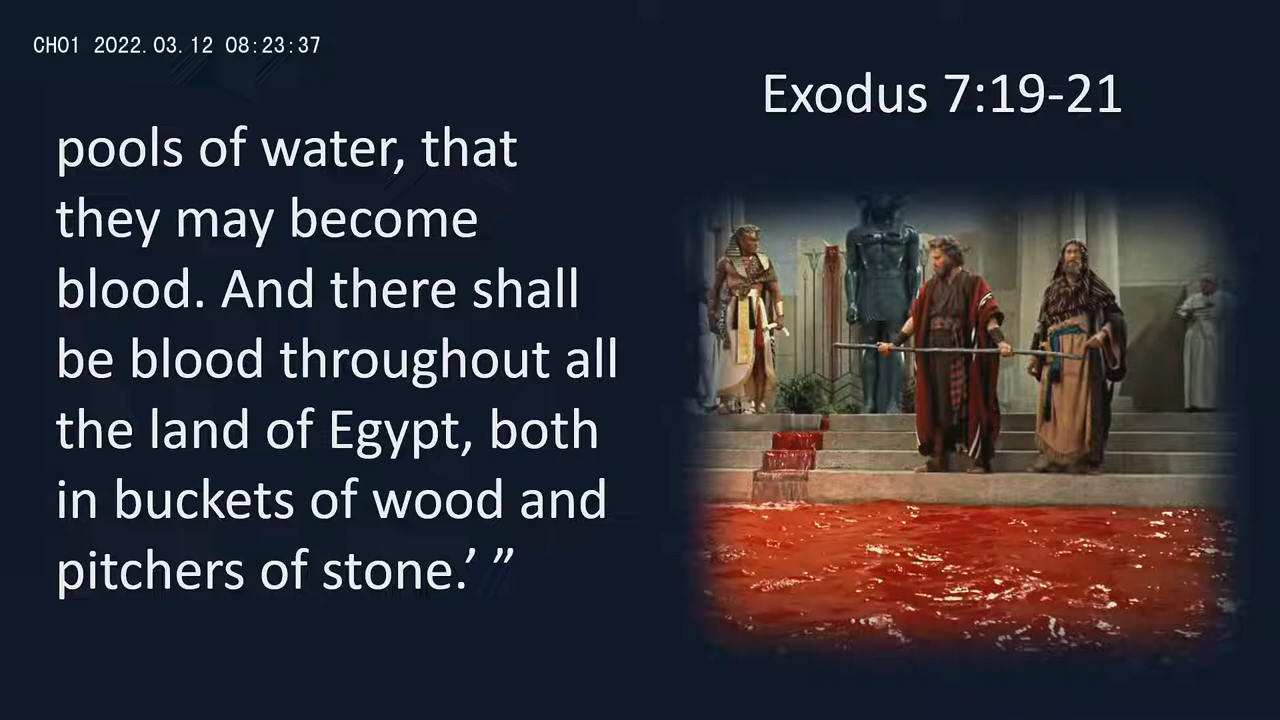 CH01 2022.03.12 08:23:37
Exodus 7:19-21
pools of water, that
they may become
blood. And there shall
be blood throughout all
the land of Egypt, both
in buckets of wood and
pitchers of stone.’ ”